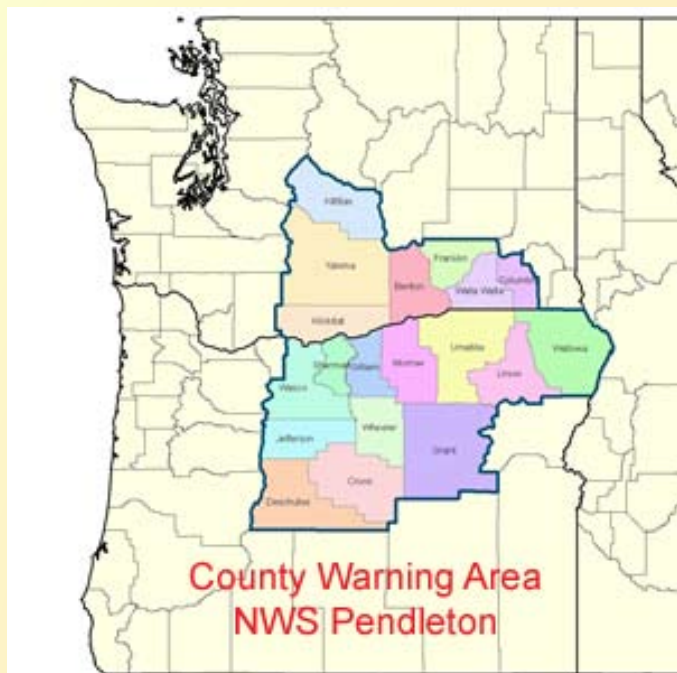 Kittitas
Yakima
Franklin
Benton
Walla Walla
Columbia
Klickitat
Sherman
Gilliam
Morrow
Umatilla
Wallowa
Union
Wasco
Jefferson
Wheeler
Grant
Crook
Deschutes
County Warning Area
NWS Pendleton